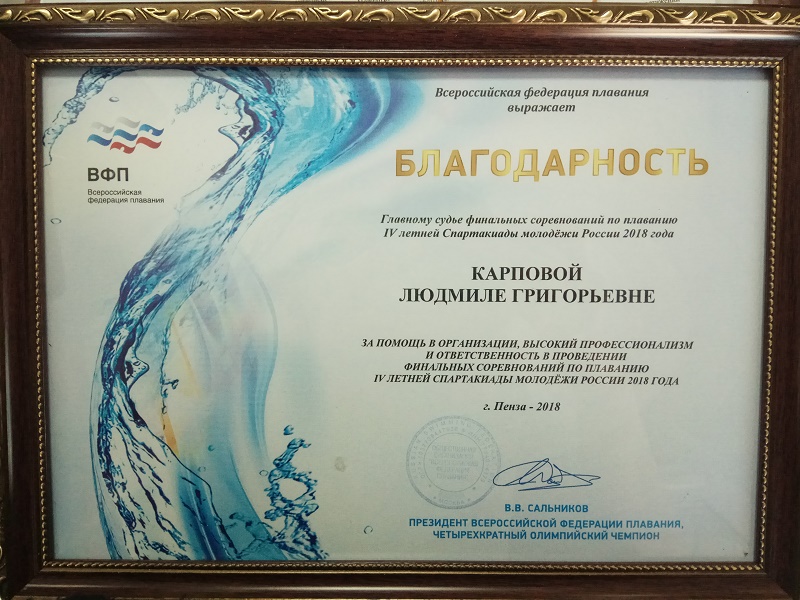 ВФП
Всероссийская
федерация плавания
Всероссийская федерация плавания
выражает
БЛАГОДАРНОСТЬ
Главному судье финальных соревнований по плаванию
IV летней Спартакиады молодёжи России 2018 года
КАРПОВОЙ
ЛЮДМИЛЕ ГРИГОРЬЕВНЕ
ЗА ПОМОЩЬ В ОРГАНИЗАЦИИ, ВЫСОКИЙ ПРОФЕССИОНАЛИЗМ
И ОТВЕТСТВЕННОСТЬ В ПРОВЕДЕНИИ
ФИНАЛЬНЫХ СОРЕВНОВАНИЙ ПО ПЛАВАНИЮ
IV ЛЕТНЕЙ СПАРТАКИАДЫ МОЛОДЁЖИ РОССИИ 2018 ГОДА
г. Пенза - 2018
В.В. САЛЬНИКОВ
ПРЕЗИДЕНТ ВСЕРОССИЙСКОЙ ФЕДЕРАЦИИ ПЛАВАНИЯ,
ЧЕТЫРЕХКРАТНЫЙ ОЛИМПИЙСКИЙ ЧЕМПИОН